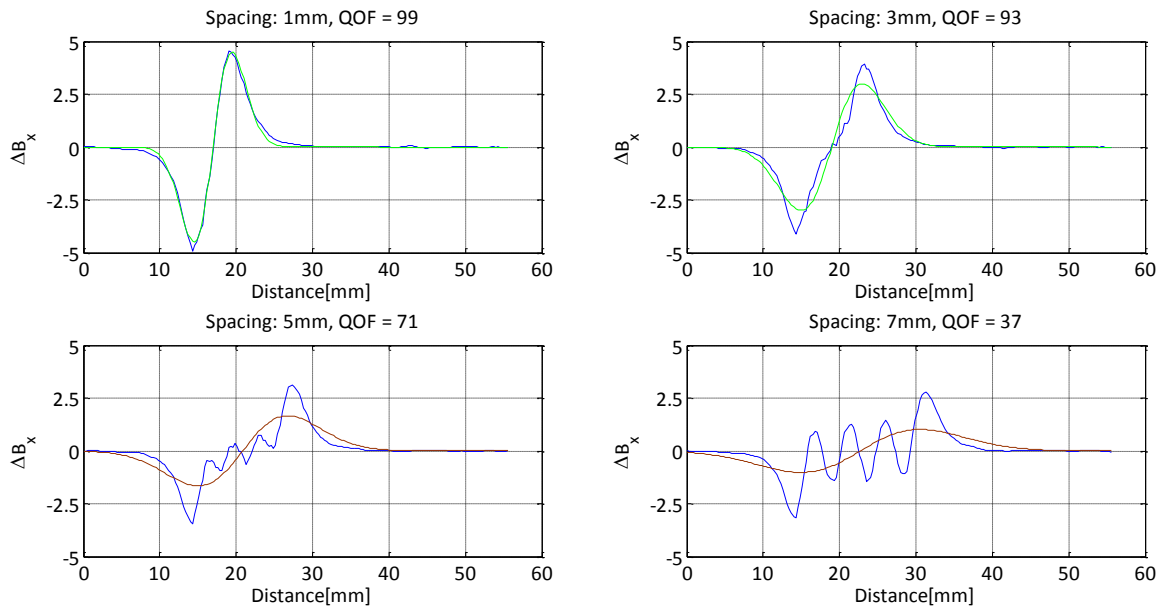 Spacing: 1mm, QOF = 99
5
2.5
0
-2.5
-5
ΔB_x
0 10 20 30 40 50 60
Distance[mm]
Spacing: 3mm, QOF = 93
5
2.5
0
-2.5
-5
ΔB_x
0 10 20 30 40 50 60
Distance[mm]
Spacing: 5mm, QOF = 71
5
2.5
0
-2.5
-5
ΔB_x
0 10 20 30 40 50 60
Distance[mm]
Spacing: 7mm, QOF = 37
5
2.5
0
-2.5
-5
ΔB_x
0 10 20 30 40 50 60
Distance[mm]